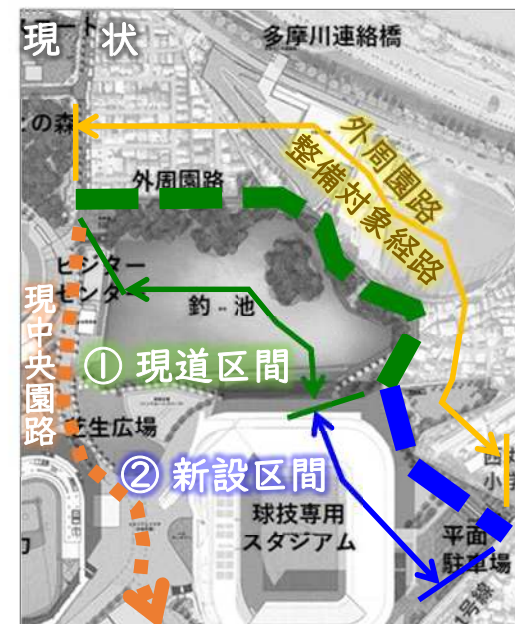 現 状
多摩川連絡橋
の森
外周園路
整備対象経路
外周園路
ビジター
センター
釣 池
現中央園路
① 現道区間
芝生広場
② 新設区間
球技専用
スタジアム
平面
駐車場
1号線